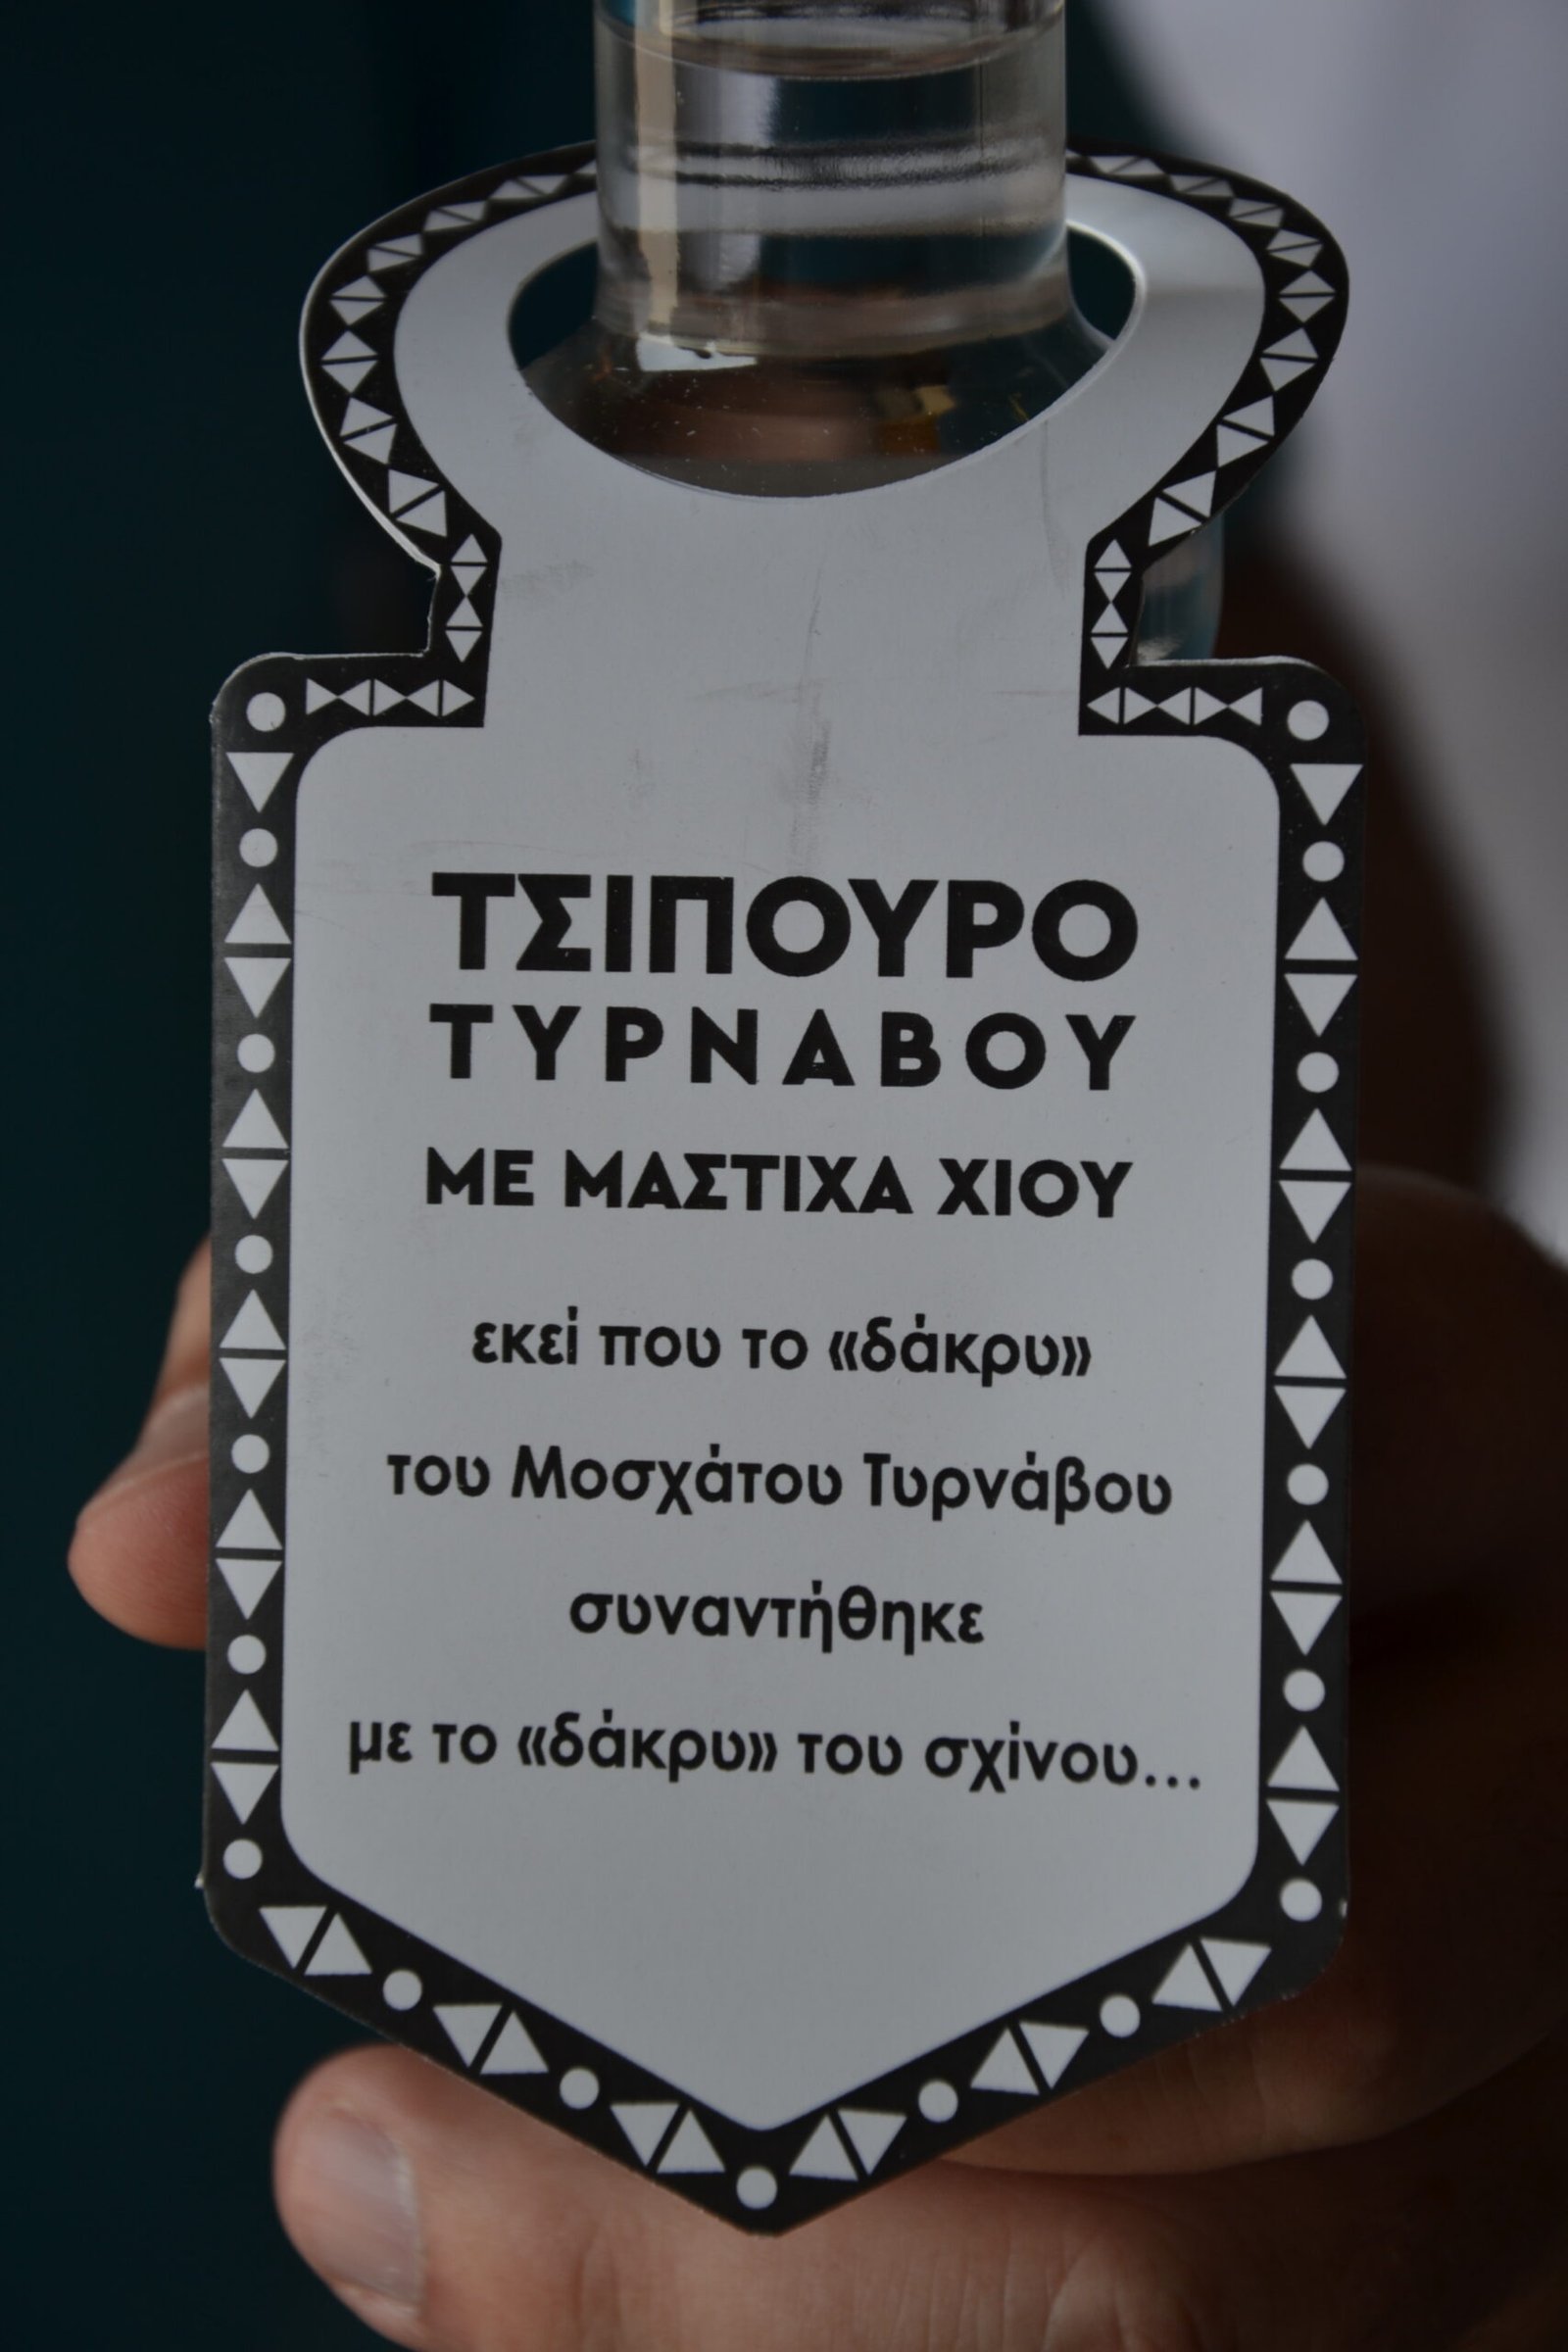 ΤΣΙΠΟΥΡΟ
ΤΥΡΝΑΒΟΥ
ΜΕ ΜΑΣΤΙΧΑ ΧΙΟΥ
εκεί που το «δάκρυ»
του Μοσχάτου Τυρνάβου
συναντήθηκε
με το «δάκρυ» του σχίνου...